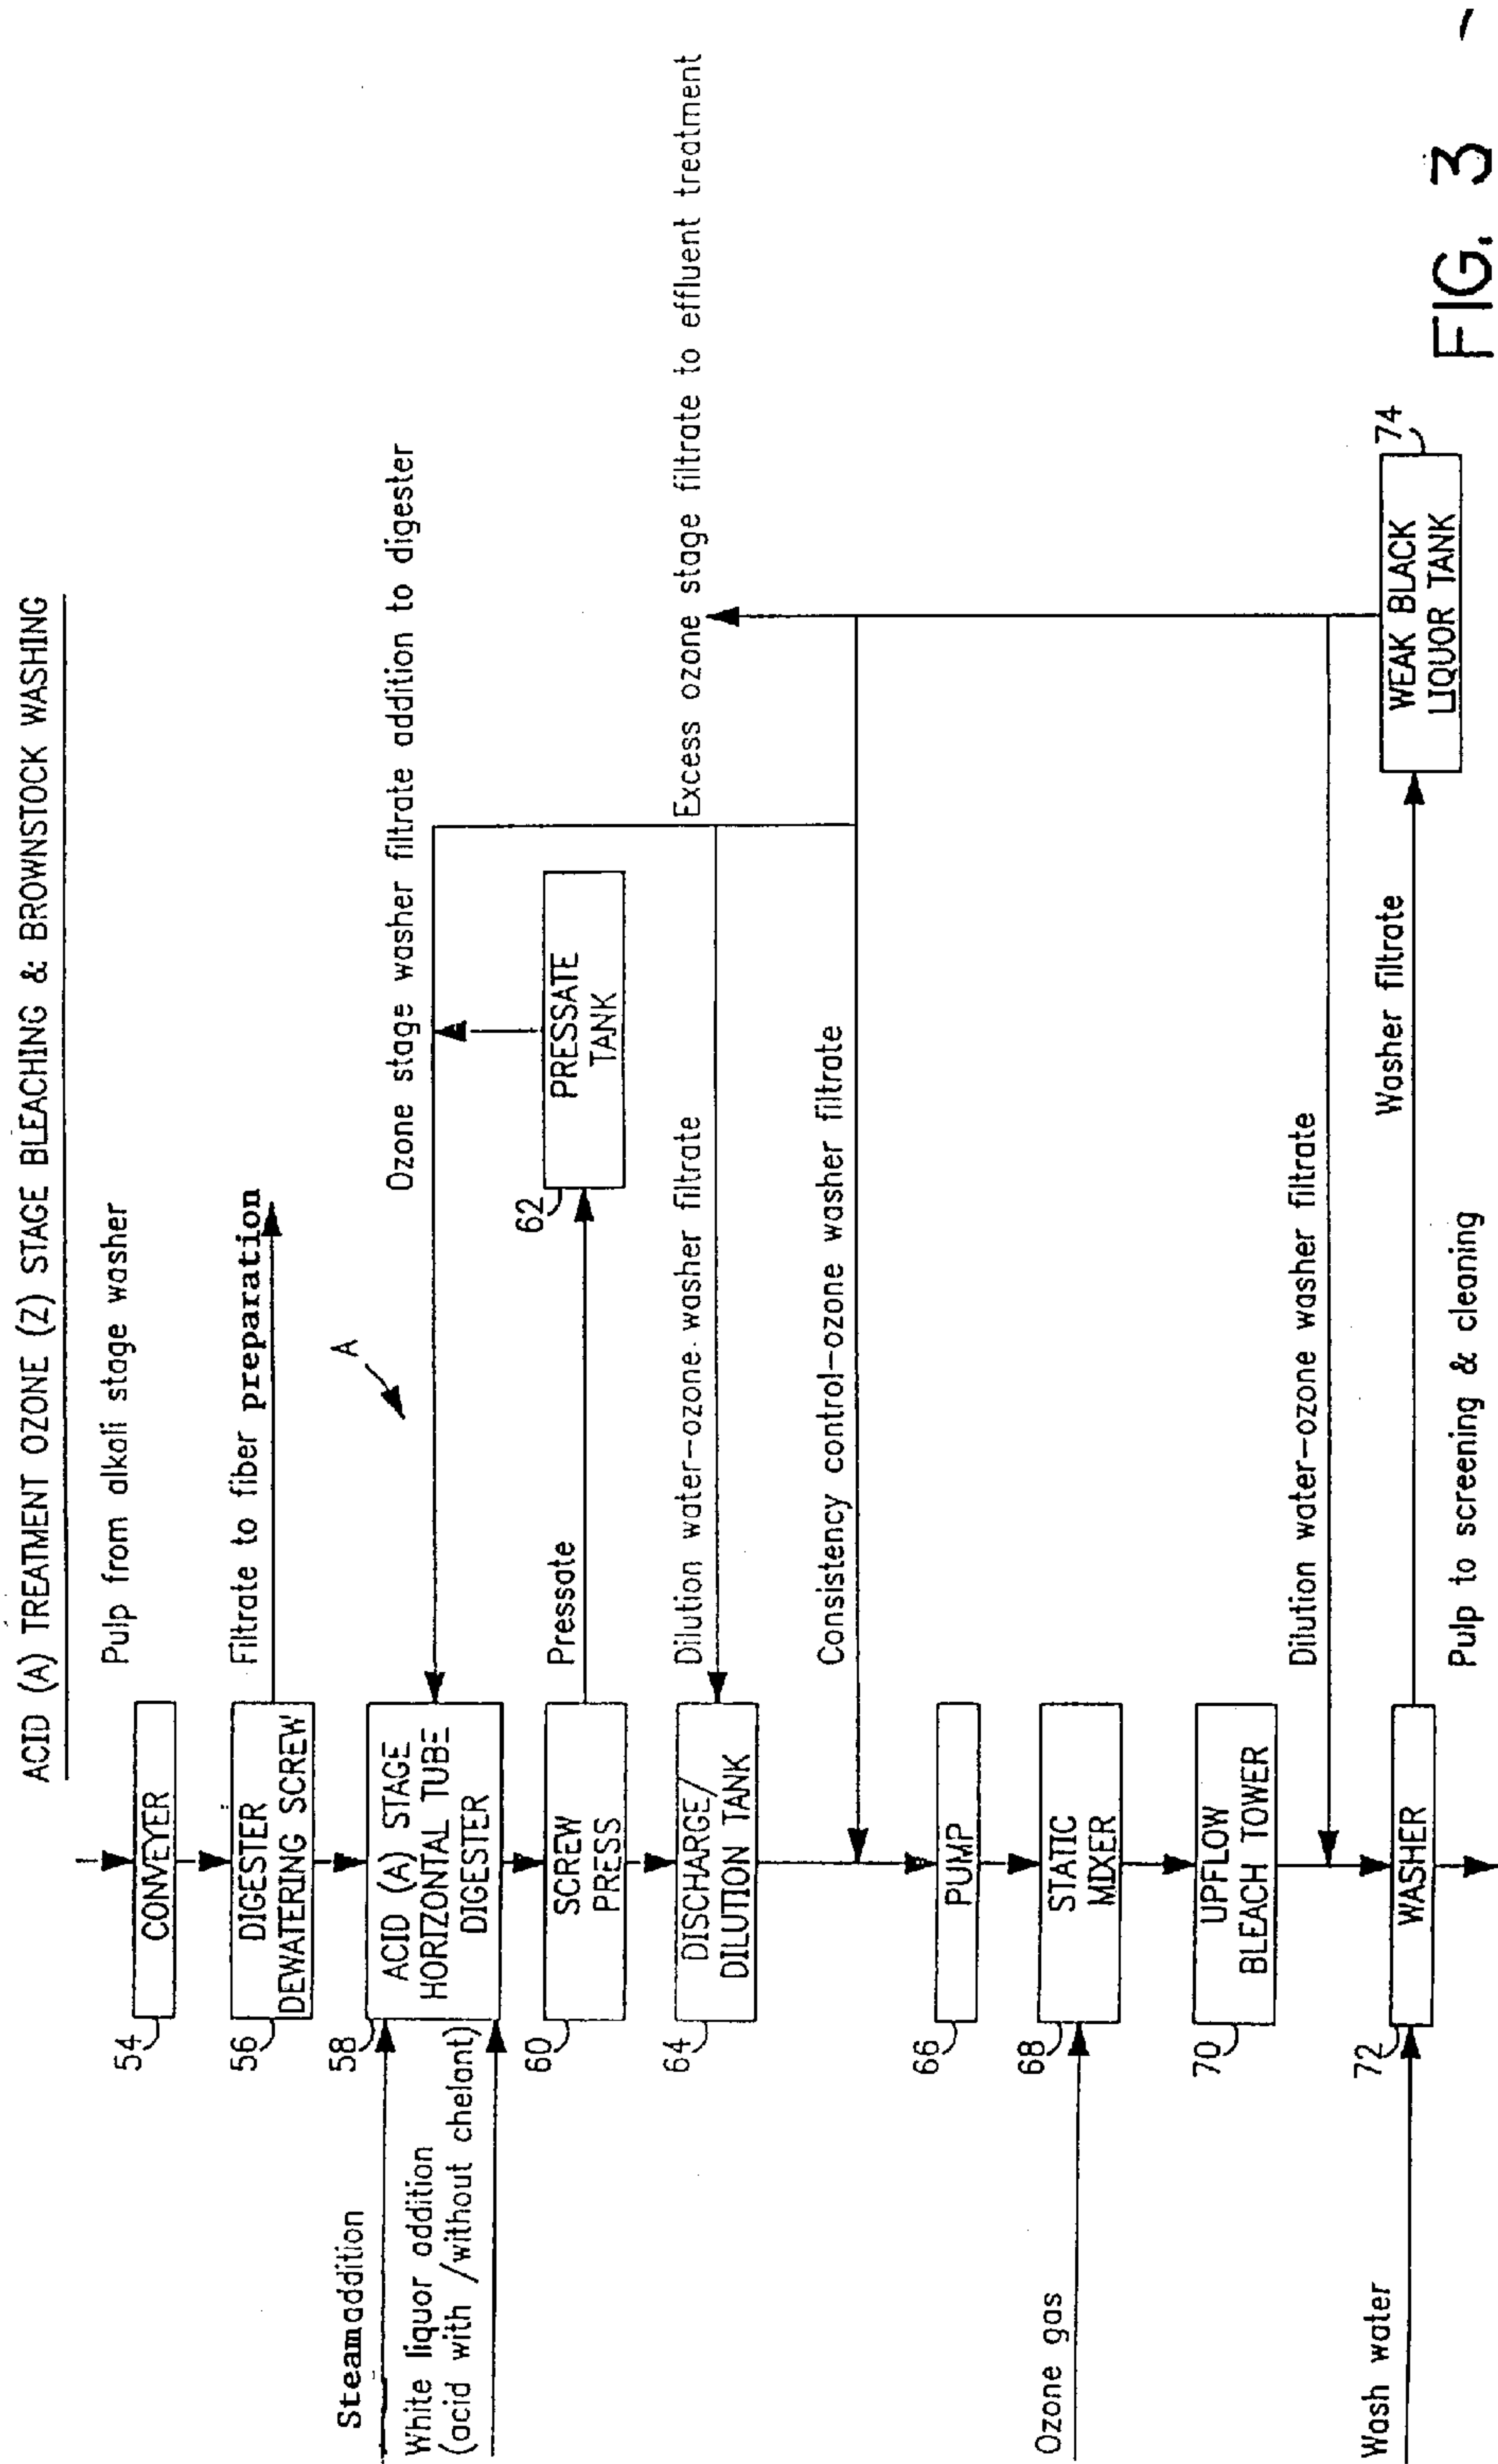 ACID (A) TREATMENT OZONE (Z) STAGE BLEACHING & BROWNSTOCK WASHING
Pulp from alkali stage washer
54
CONVEYER
56
DIGESTER
DEWATERING SCREW
Filtrate to fiber preparation
A
Steamaddition
58
ACID (A) STAGE
HORIZONTAL TUBE
DIGESTER
Ozone stage washer filtrate addition to digester
White liquor addition
(acid with /without chelant)
60
SCREW
PRESS
Pressate
62
PRESSATE
TANK
64
DISCHARGE/
DILUTION TANK
Dilution water-ozone washer filtrate
Excess ozone stage filtrate to effluent treatment
Consistency control-ozone washer filtrate
66
PUMP
Ozone gas
68
STATIC
MIXER
70
UPFLOW
BLEACH TOWER
Dilution water-ozone washer filtrate
Wash water
72
WASHER
Washer filtrate
74
WEAK BLACK
LIQUOR TANK
Pulp to screening & cleaning
FIG. 3